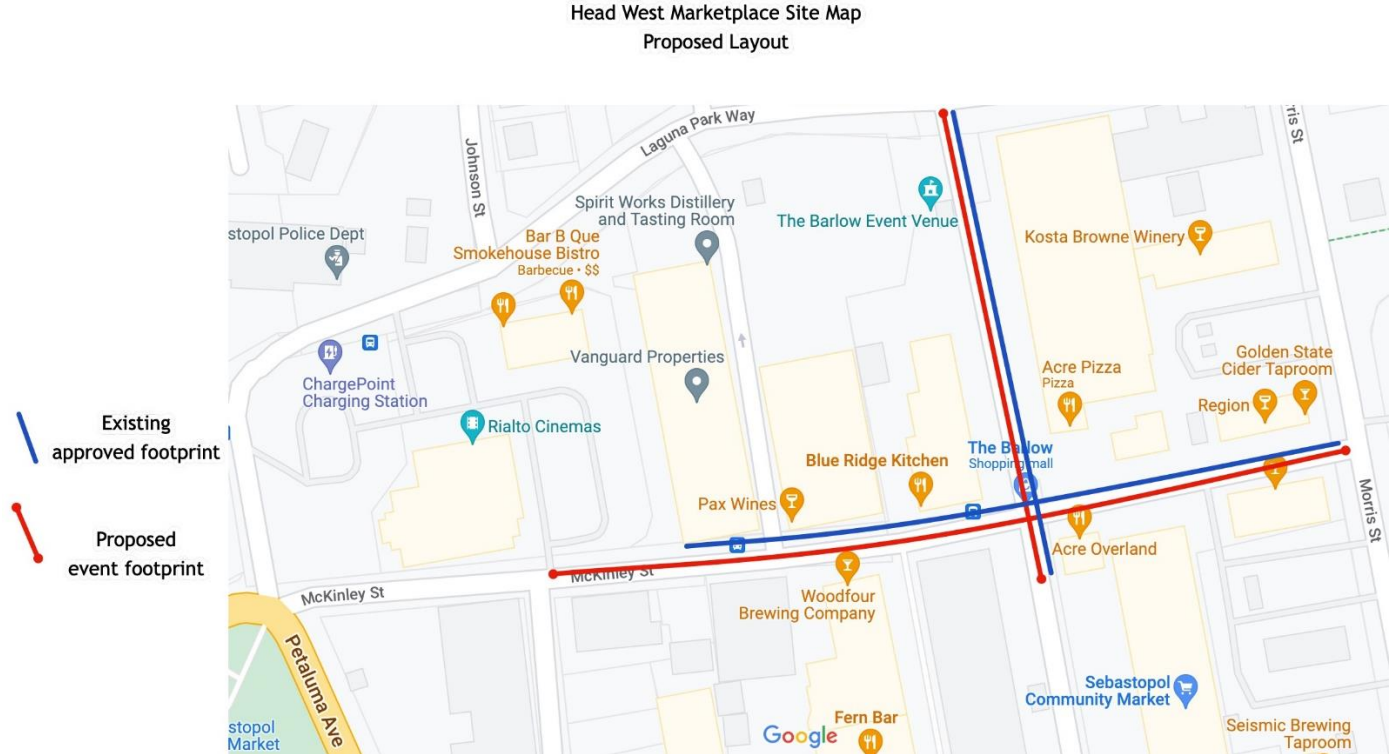 Head West Marketplace Site Map
Proposed Layout
Laguna Park Way
Johnson St
rris St
stopol Police Dept
Spirit Works Distillery
and Tasting Room
Bar B Que
Smokehouse Bistro
Barbecue • $$
The Barlow Event Venue
Kosta Browne Winery
ChargePoint
Charging Station
Vanguard Properties
Acre Pizza
Pizza
Golden State
Cider Taproom
Region
Existing
approved footprint
Rialto Cinemas
The Barlow
Shopping mall
Blue Ridge Kitchen
Pax Wines
Morris St
Proposed
event footprint
Acre Overland
McKinley St
McKinley St
Woodfour
Brewing Company
Petaluma Ave
Sebastopol
Community Market
stopol
Market
Fern Bar
Google
Seismic Brewing
Taproom